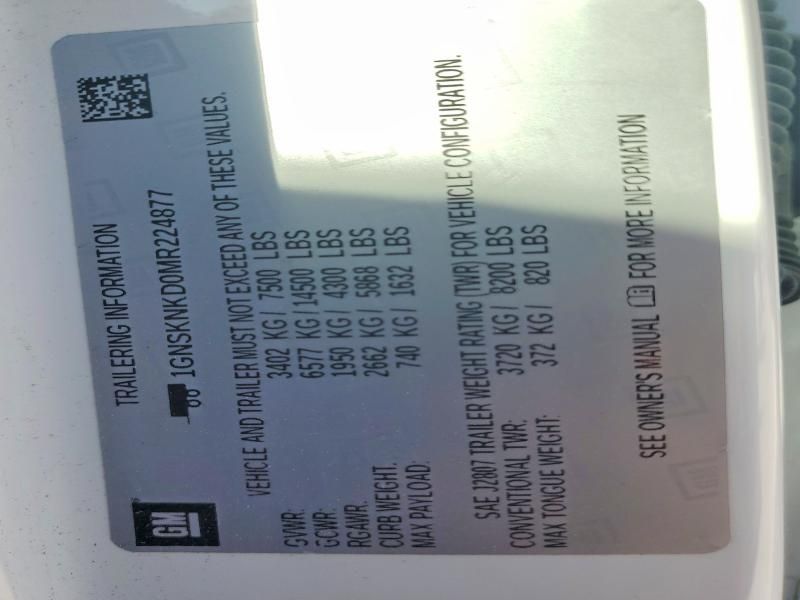 GM
TRAILERING INFORMATION
1GNSKNKD0MR224877
VEHICLE AND TRAILER MUST NOT EXCEED ANY OF THESE VALUES.
GVWR: 3402 KG / 7500 LBS
GCWR: 6577 KG / 14500 LBS
RGAWR: 1950 KG / 4300 LBS
CURB WEIGHT: 2662 KG / 5868 LBS
MAX PAYLOAD: 740 KG / 1632 LBS
SAE J2807 TRAILER WEIGHT RATING (TWR) FOR VEHICLE CONFIGURATION.
CONVENTIONAL TWR: 3720 KG / 8200 LBS
MAX TONGUE WEIGHT: 372 KG / 820 LBS
SEE OWNER'S MANUAL FOR MORE INFORMATION